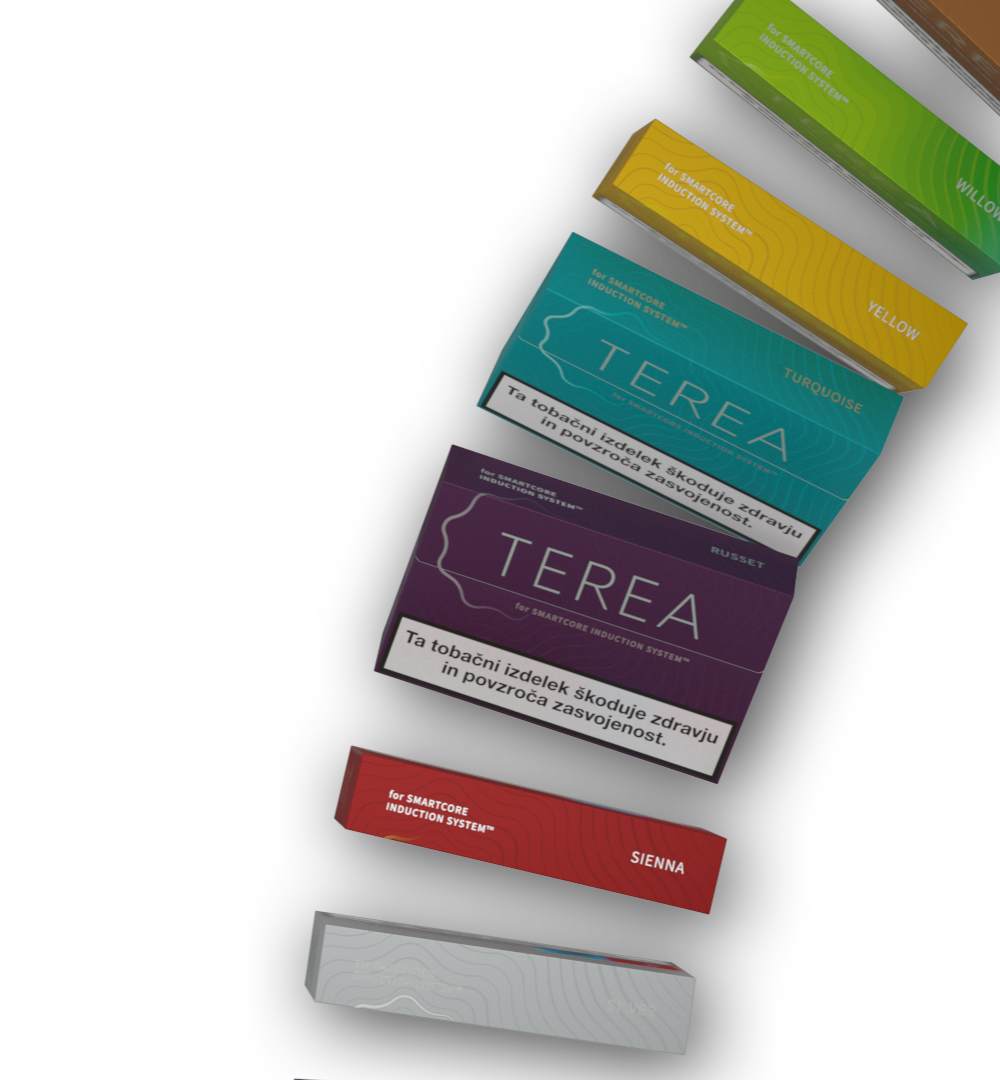 for SMARTCORE
INDUCTION SYSTEM™
WILLOW
for SMARTCORE
INDUCTION SYSTEM™
YELLOW
for SMARTCORE
INDUCTION SYSTEM™
TURQUOISE
TEREA
for SMARTCORE INDUCTION SYSTEM™
Ta tobačni izdelek škoduje zdravju
in povzroča zasvojenost.
for SMARTCORE
INDUCTION SYSTEM™
RUSSET
TEREA
for SMARTCORE INDUCTION SYSTEM™
Ta tobačni izdelek škoduje zdravju
in povzroča zasvojenost.
for SMARTCORE
INDUCTION SYSTEM™
SIENNA
SILVER